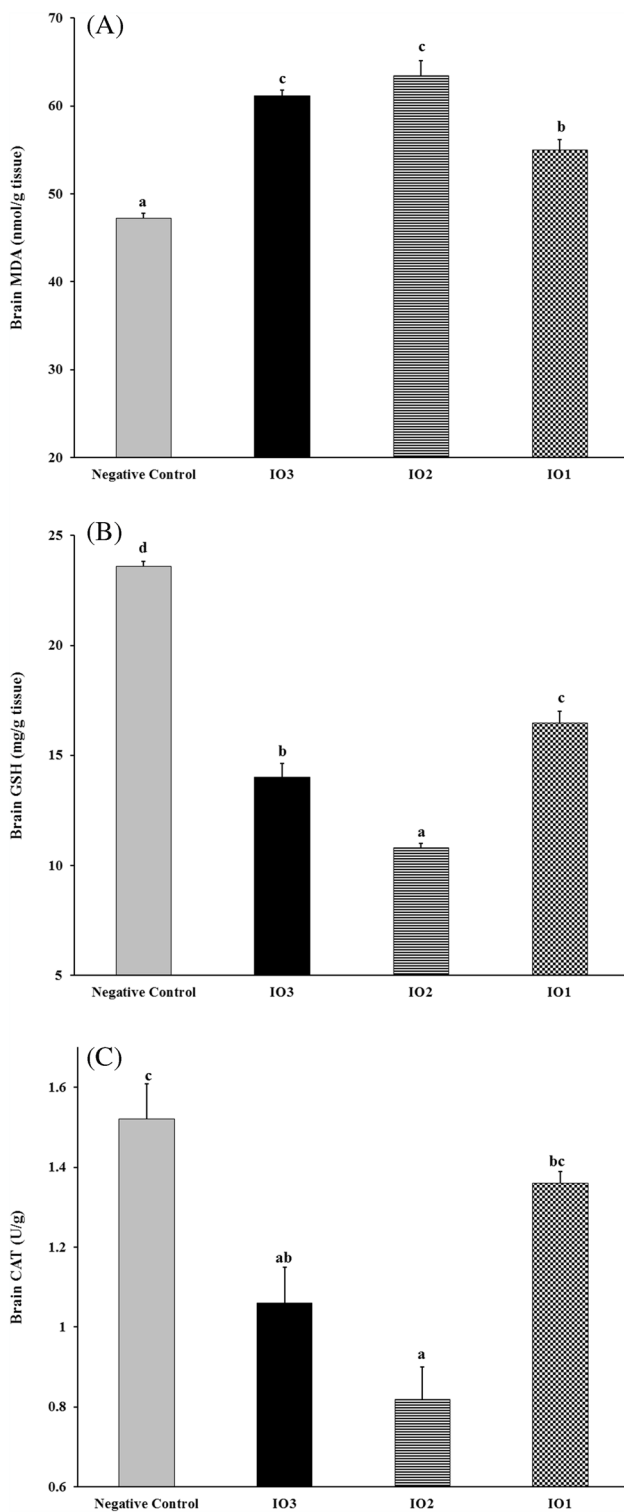 (A)
Brain MDA (nmol/g tissue)
70
60
50
40
30
20
a
c
c
b
Negative Control IO3 IO2 IO1
(B)
Brain GSH (mg/g tissue)
25
20
15
10
5
d
b
a
c
Negative Control IO3 IO2 IO1
(C)
Brain CAT (U/g)
1.6
1.4
1.2
1
0.8
0.6
c
ab
a
bc
Negative Control IO3 IO2 IO1